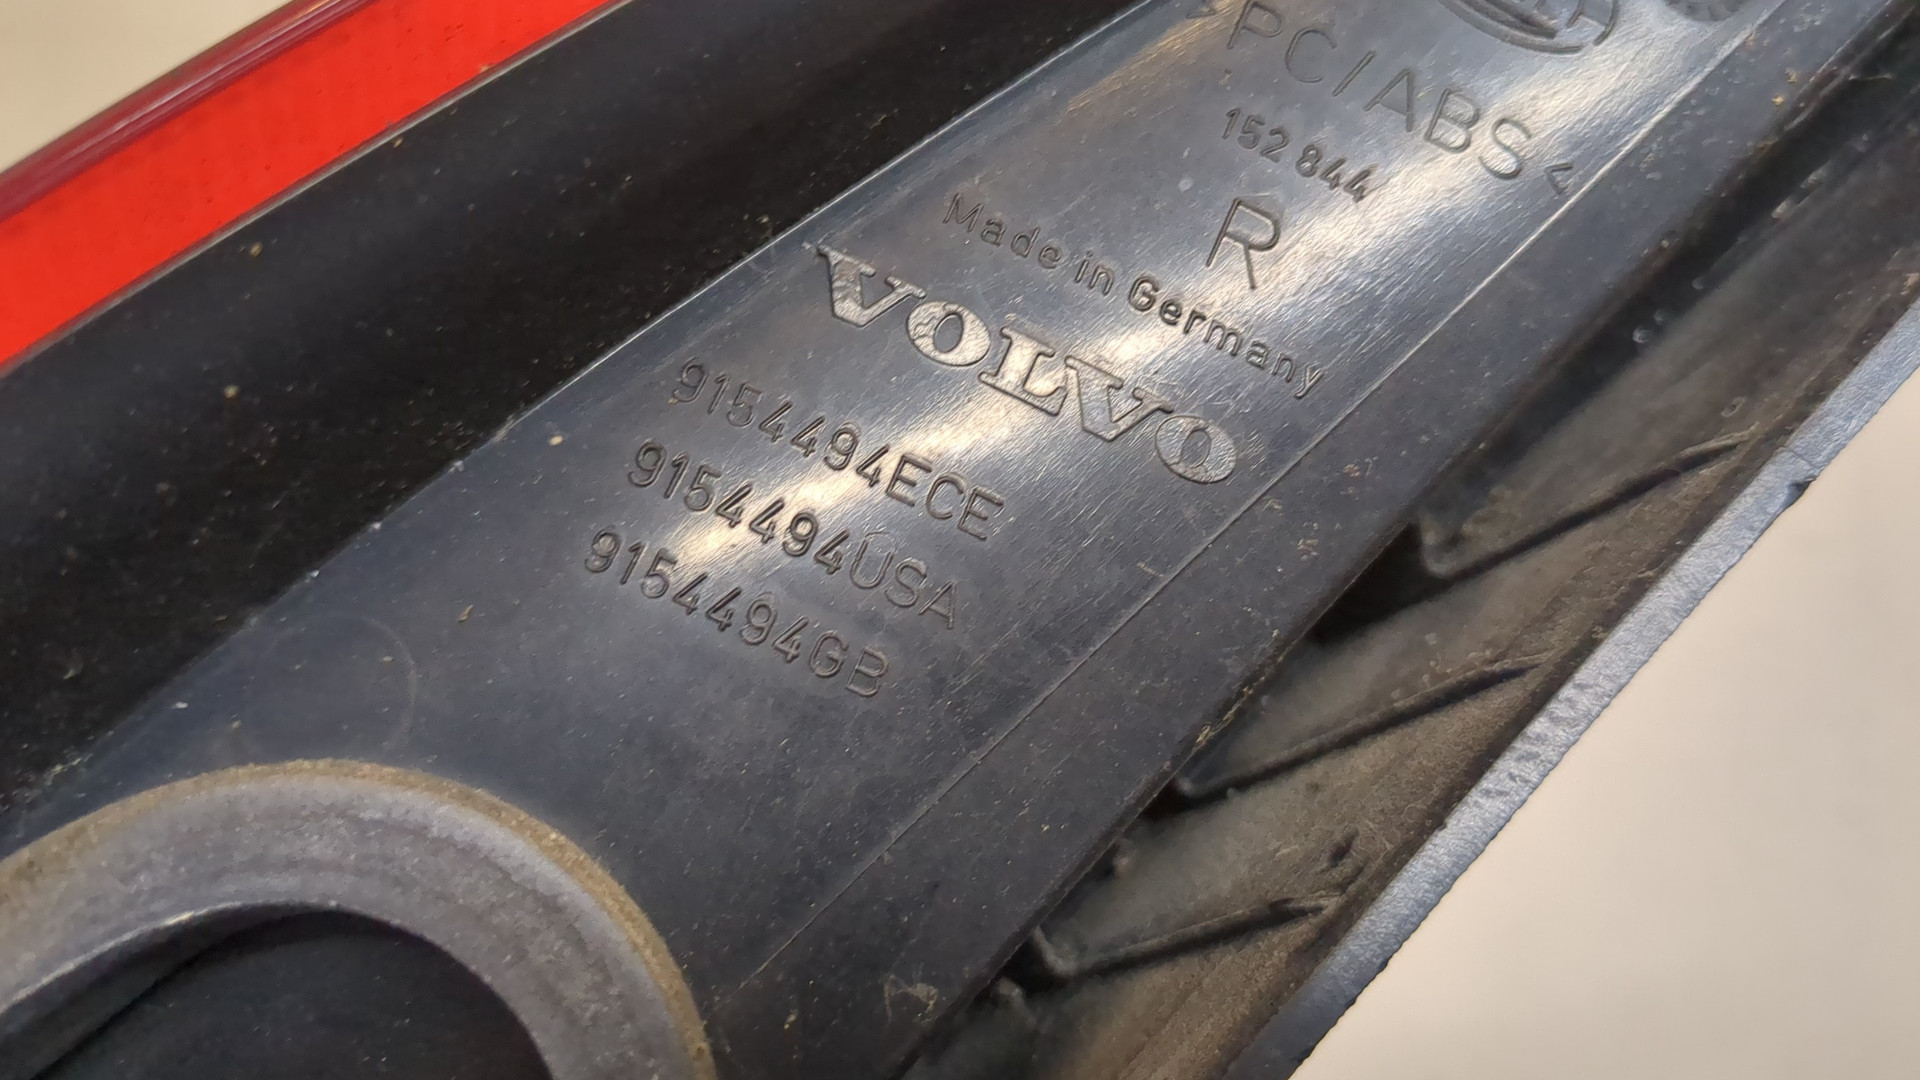 >PC/ABS<
152 844
R
Made in Germany
VOLVO
9154494ECE
9154494USA
9154494GB